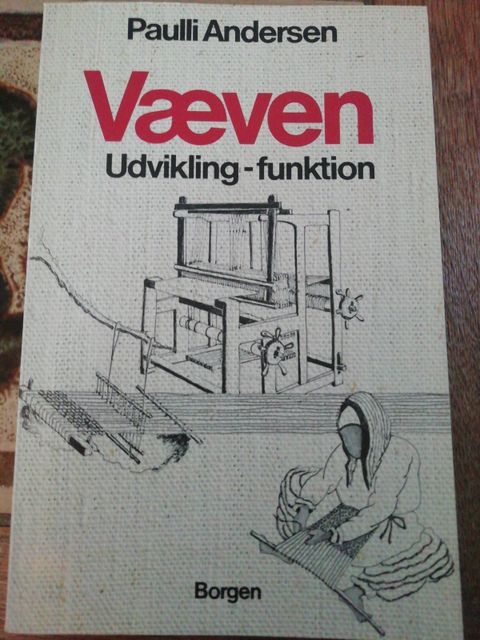 Paulli Andersen
Væven
Udvikling - funktion
Borgen